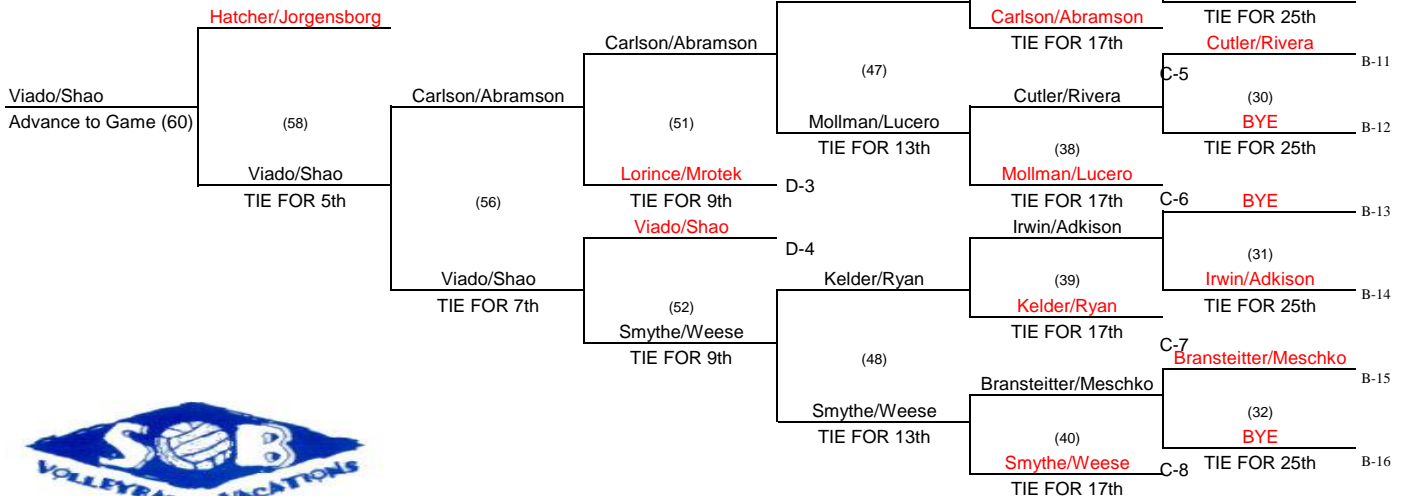 Hatcher/Jorgensborg
Carlson/Abramson
TIE FOR 25th
TIE FOR 17th
Cutler/Rivera
Carlson/Abramson
B-11
(47)
C-5
Viado/Shao
Carlson/Abramson
Cutler/Rivera
(30)
Advance to Game (60)
(58)
(51)
Mollman/Lucero
BYE
B-12
TIE FOR 13th
(38)
TIE FOR 25th
Viado/Shao
Lorince/Mrotek
D-3
Mollman/Lucero
TIE FOR 5th
(56)
TIE FOR 9th
TIE FOR 17th
C-6
BYE
B-13
Viado/Shao
Irwin/Adkison
D-4
(31)
Viado/Shao
Kelder/Ryan
(39)
Irwin/Adkison
B-14
TIE FOR 7th
(52)
Kelder/Ryan
TIE FOR 25th
Smythe/Weese
TIE FOR 17th
TIE FOR 9th
(48)
C-7
Bransteitter/Meschko
B-15
Bransteitter/Meschko
Smythe/Weese
(32)
TIE FOR 13th
(40)
BYE
Smythe/Weese
C-8
TIE FOR 25th
B-16
TIE FOR 17th
SOB
VOLLEYBALL VACATIONS